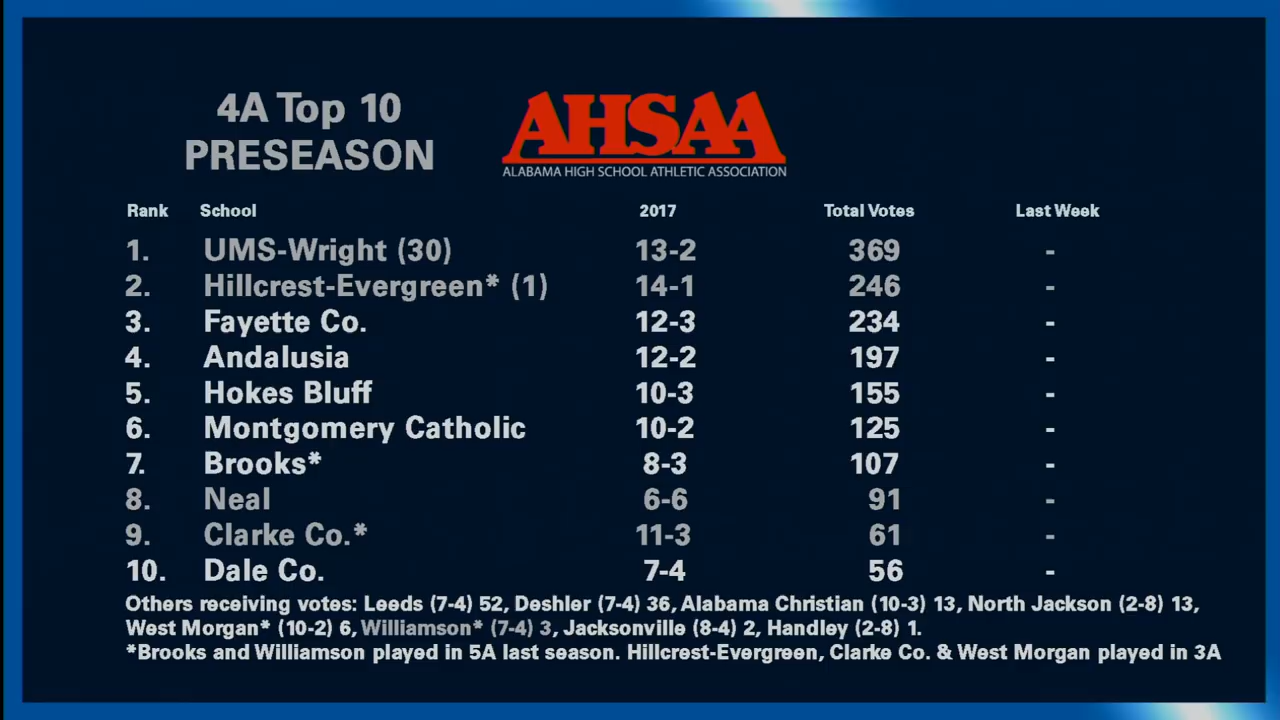 4A Top 10
PRESEASON
AHSAA
ALABAMA HIGH SCHOOL ATHLETIC ASSOCIATION
Rank School 2017 Total Votes Last Week
1. UMS-Wright (30) 13-2 369 -
2. Hillcrest-Evergreen* (1) 14-1 246 -
3. Fayette Co. 12-3 234 -
4. Andalusia 12-2 197 -
5. Hokes Bluff 10-3 155 -
6. Montgomery Catholic 10-2 125 -
7. Brooks* 8-3 107 -
8. Neal 6-6 91 -
9. Clarke Co.* 11-3 61 -
10. Dale Co. 7-4 56 -
Others receiving votes: Leeds (7-4) 52, Deshler (7-4) 36, Alabama Christian (10-3) 13, North Jackson (2-8) 13,
West Morgan* (10-2) 6, Williamson* (7-4) 3, Jacksonville (8-4) 2, Handley (2-8) 1.
*Brooks and Williamson played in 5A last season. Hillcrest-Evergreen, Clarke Co. & West Morgan played in 3A